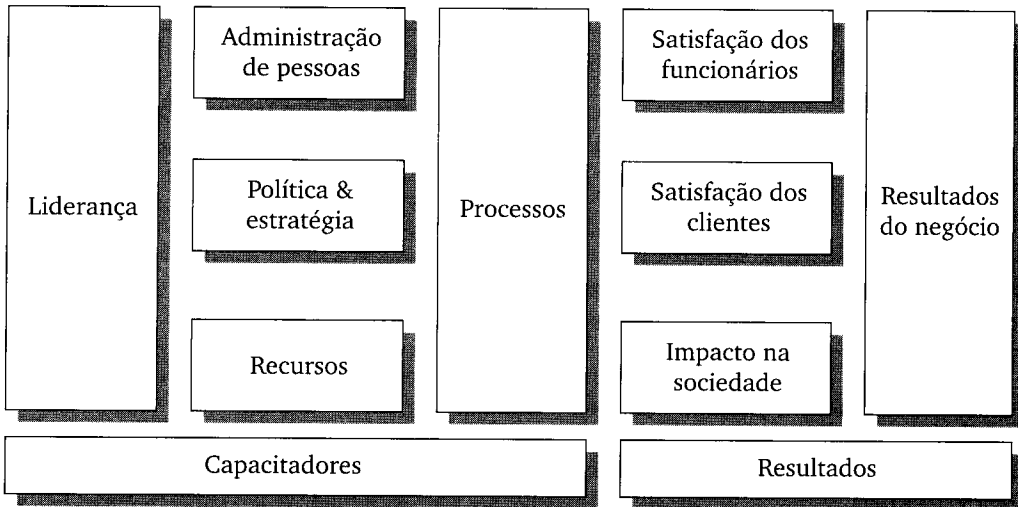 Liderança
Administração
de pessoas
Política &
estratégia
Recursos
Processos
Satisfação dos
funcionários
Satisfação dos
clientes
Impacto na
sociedade
Resultados
do negócio
Capacitadores
Resultados